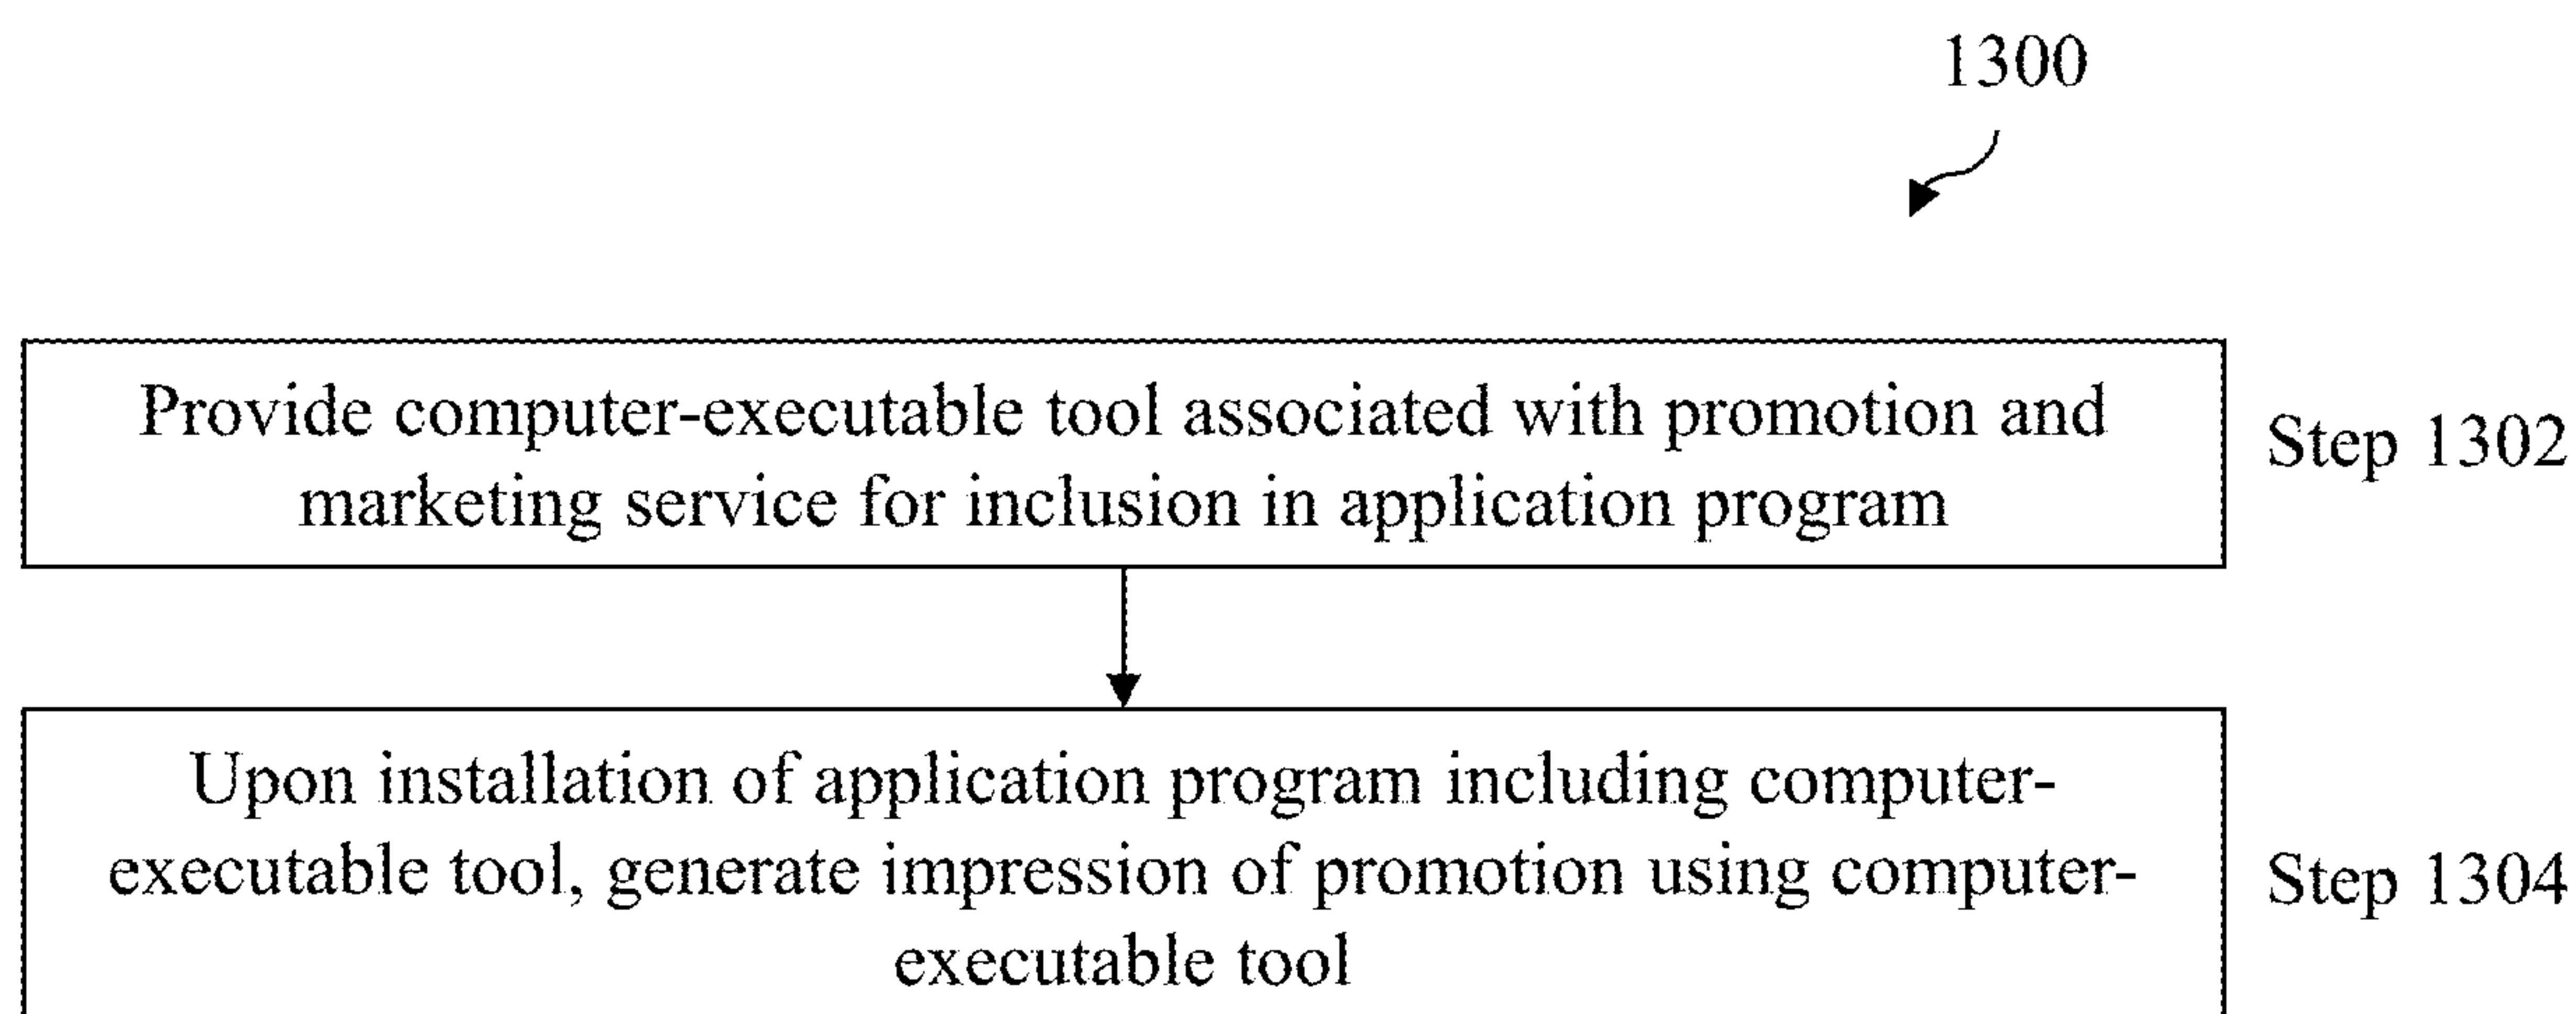 1300
Provide computer-executable tool associated with promotion and
marketing service for inclusion in application program
Step 1302
Upon installation of application program including computer-
executable tool, generate impression of promotion using computer-
executable tool
Step 1304